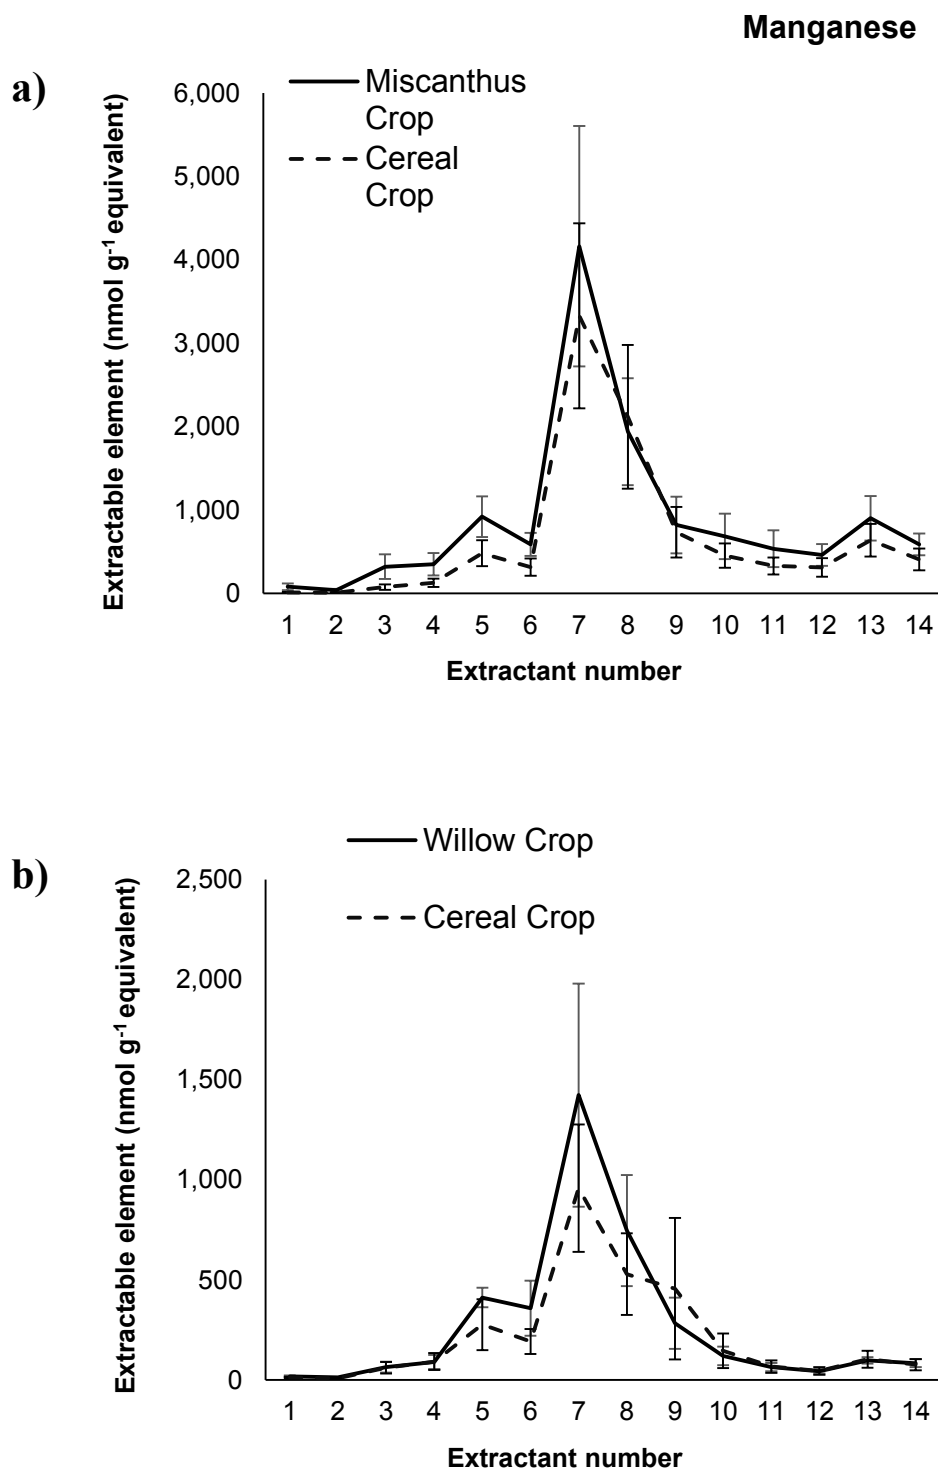 Manganese
a)
Miscanthus
Crop
Cereal
Crop
Extractable element (nmol g⁻¹ equivalent)
6,000
5,000
4,000
3,000
2,000
1,000
0
1 2 3 4 5 6 7 8 9 10 11 12 13 14
Extractant number
b)
Willow Crop
Cereal Crop
Extractable element (nmol g⁻¹ equivalent)
2,500
2,000
1,500
1,000
500
0
1 2 3 4 5 6 7 8 9 10 11 12 13 14
Extractant number